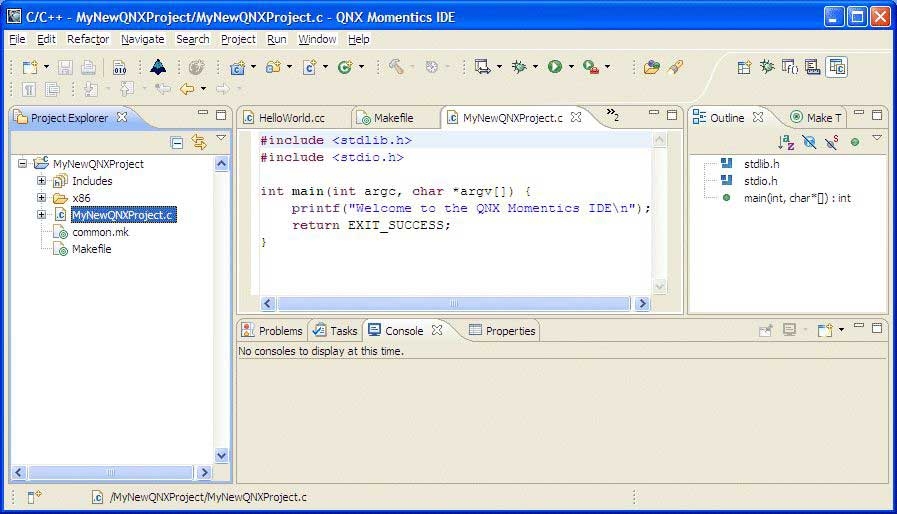 C/C++ - MyNewQNXProject/MyNewQNXProject.c - QNX Momentics IDE
File Edit Refactor Navigate Search Project Run Window Help
010
Project Explorer
MyNewQNXProject
Includes
x86
MyNewQNXProject.c
common.mk
Makefile
HelloWorld.cc Makefile MyNewQNXProject.c »2
#include <stdlib.h>
#include <stdio.h>
int main(int argc, char *argv[]) {
printf("Welcome to the QNX Momentics IDE\n");
return EXIT_SUCCESS;
}
Outline Make T
stdlib.h
stdio.h
main(int, char*[]) : int
Problems Tasks Console Properties
No consoles to display at this time.
/MyNewQNXProject/MyNewQNXProject.c